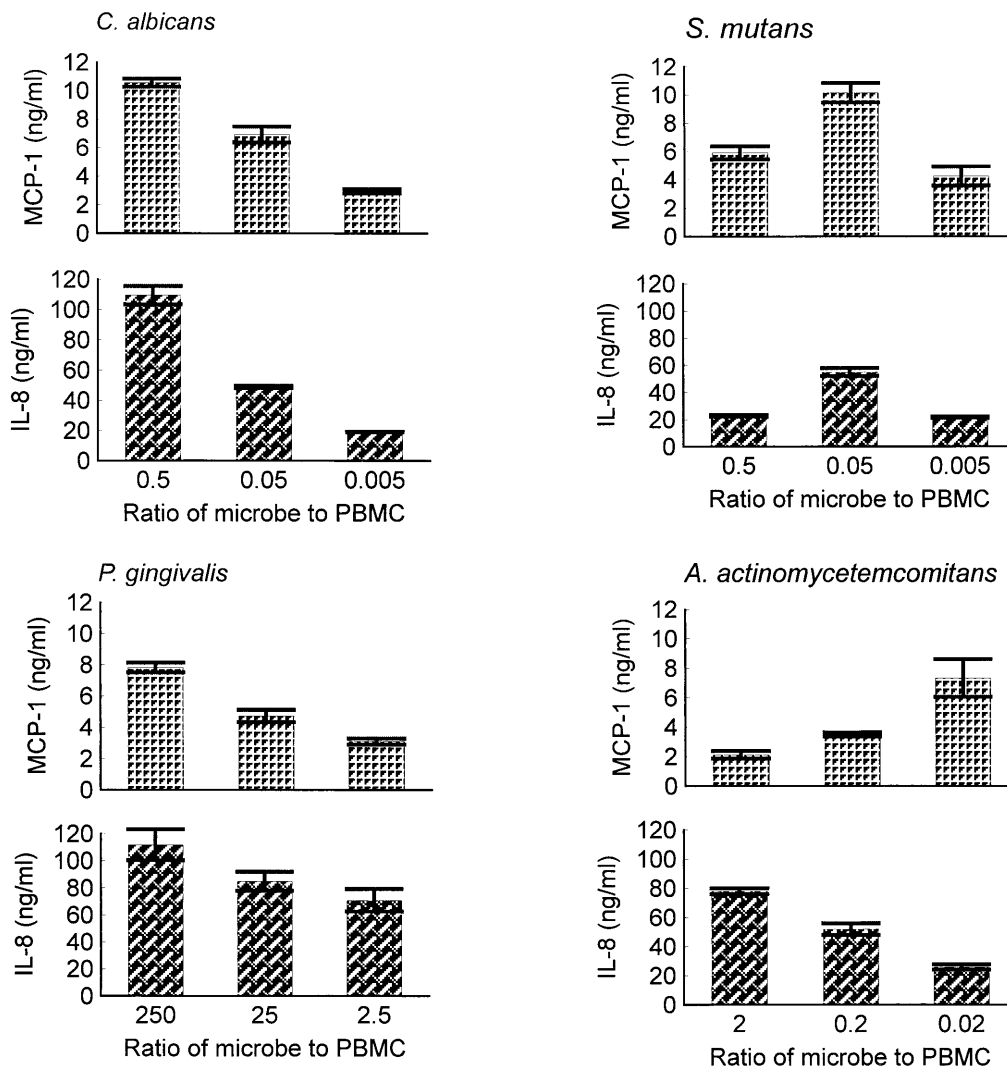 C. albicans
MCP-1 (ng/ml)
12
10
8
6
4
2
0
IL-8 (ng/ml)
120
100
80
60
40
20
0
0.5 0.05 0.005
Ratio of microbe to PBMC
S. mutans
MCP-1 (ng/ml)
12
10
8
6
4
2
0
IL-8 (ng/ml)
120
100
80
60
40
20
0
0.5 0.05 0.005
Ratio of microbe to PBMC
P. gingivalis
MCP-1 (ng/ml)
12
10
8
6
4
2
0
IL-8 (ng/ml)
120
100
80
60
40
20
0
250 25 2.5
Ratio of microbe to PBMC
A. actinomycetemcomitans
MCP-1 (ng/ml)
12
10
8
6
4
2
0
IL-8 (ng/ml)
120
100
80
60
40
20
0
2 0.2 0.02
Ratio of microbe to PBMC